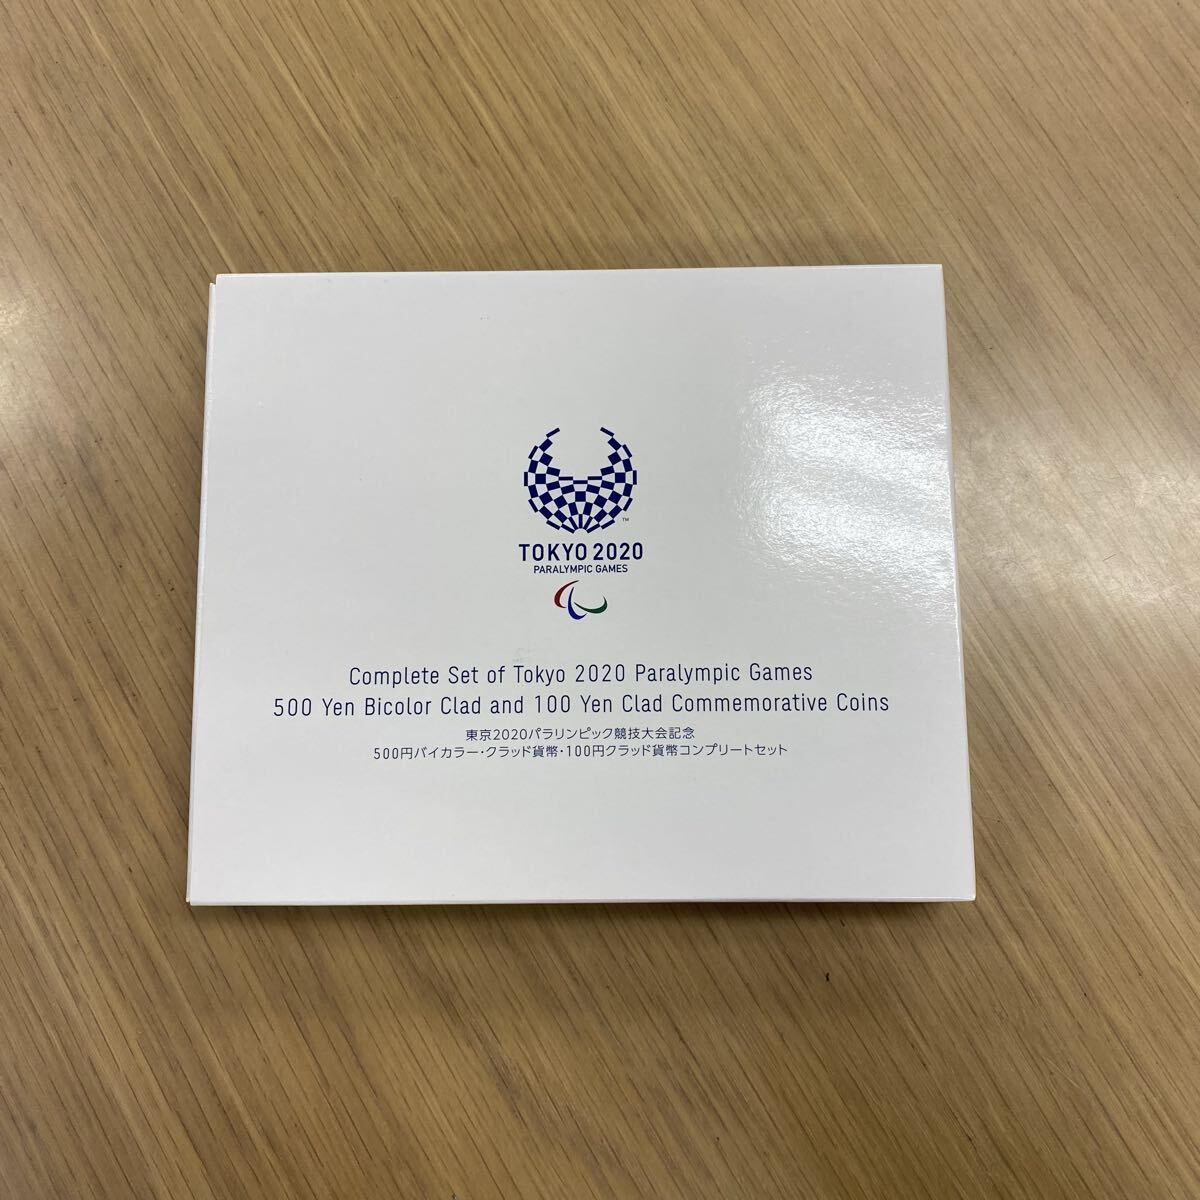 TM
TOKYO 2020
PARALYMPIC GAMES
Complete Set of Tokyo 2020 Paralympic Games
500 Yen Bicolor Clad and 100 Yen Clad Commemorative Coins
東京2020パラリンピック競技大会記念
500円バイカラー・クラッド貨幣・100円クラッド貨幣コンプリートセット